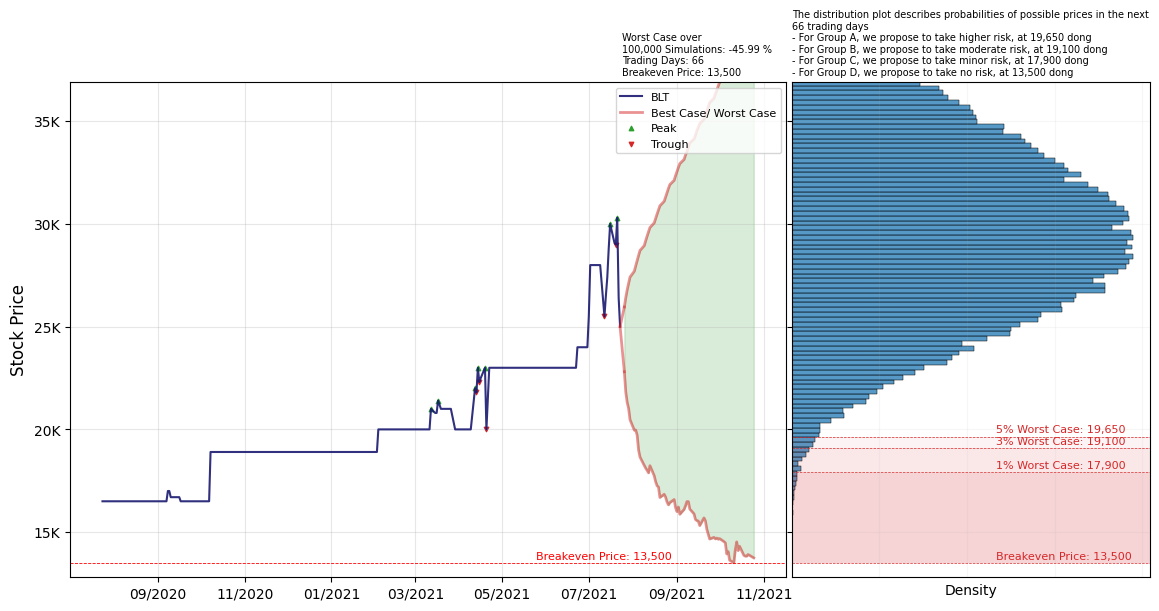 The distribution plot describes probabilities of possible prices in the next
66 trading days
- For Group A, we propose to take higher risk, at 19,650 dong
- For Group B, we propose to take moderate risk, at 19,100 dong
- For Group C, we propose to take minor risk, at 17,900 dong
- For Group D, we propose to take no risk, at 13,500 dong
Worst Case over
100,000 Simulations: -45.99 %
Trading Days: 66
Breakeven Price: 13,500
BLT
Best Case/ Worst Case
Peak
Trough
Stock Price
35K
30K
25K
20K
15K
Breakeven Price: 13,500
09/2020
11/2020
01/2021
03/2021
05/2021
07/2021
09/2021
11/2021
5% Worst Case: 19,650
3% Worst Case: 19,100
1% Worst Case: 17,900
Breakeven Price: 13,500
Density